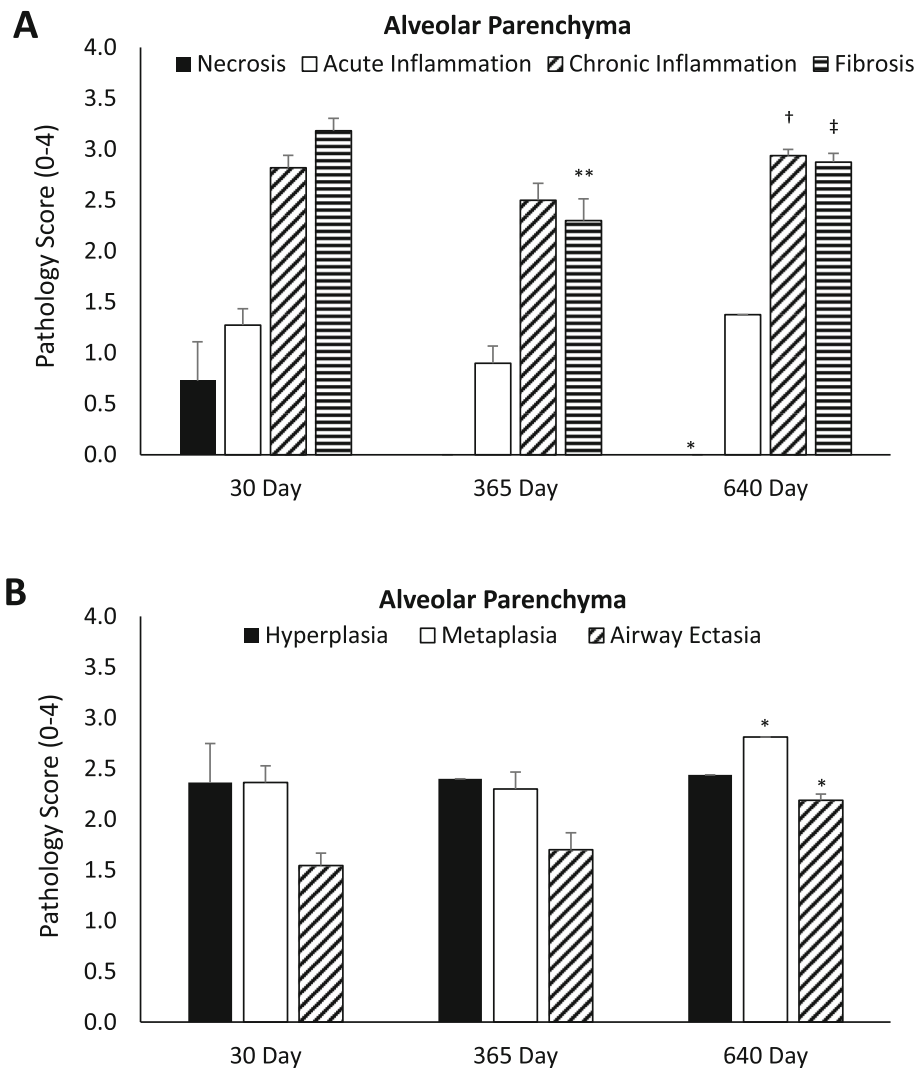 A
Alveolar Parenchyma
Necrosis Acute Inflammation Chronic Inflammation Fibrosis
Pathology Score (0-4)
4.0
3.5
3.0
2.5
2.0
1.5
1.0
0.5
0.0
**
†
‡
*
30 Day 365 Day 640 Day
B
Alveolar Parenchyma
Hyperplasia Metaplasia Airway Ectasia
Pathology Score (0-4)
4.0
3.5
3.0
2.5
2.0
1.5
1.0
0.5
0.0
*
*
30 Day 365 Day 640 Day